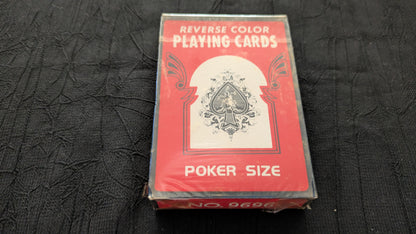 REVERSE COLOR
PLAYING CARDS
POKER SIZE
NO. 9696